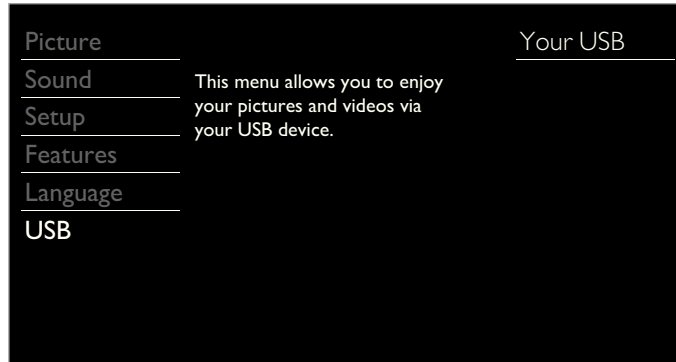 Picture
Sound
Setup
Features
Language
USB
This menu allows you to enjoy
your pictures and videos via
your USB device.
Your USB